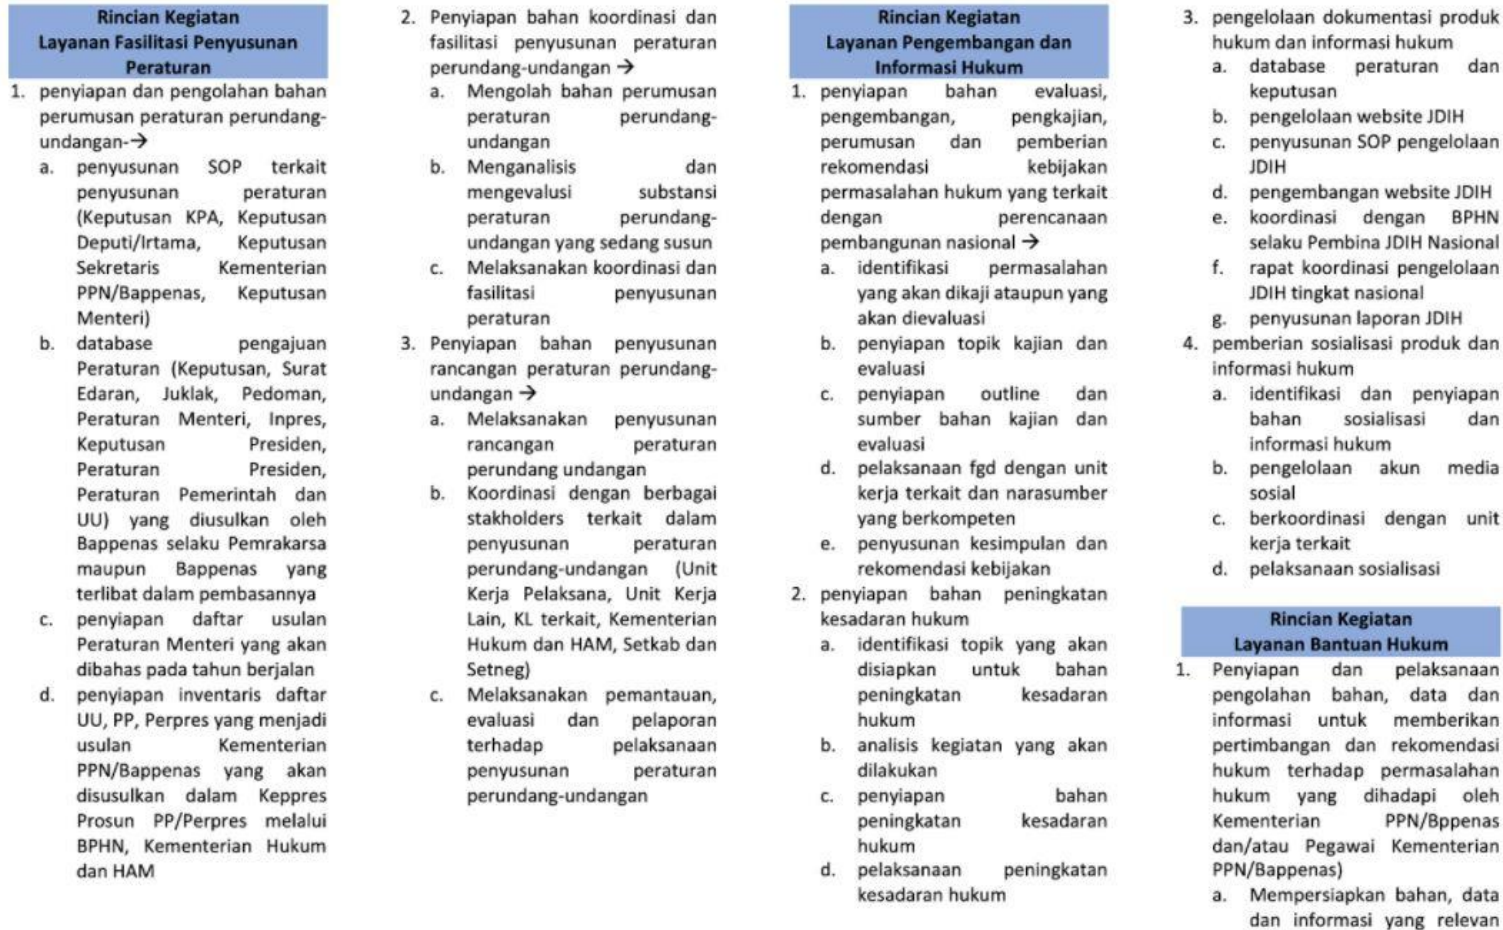 Rincian Kegiatan
Layanan Fasilitasi Penyusunan
Peraturan
1. penyiapan dan pengolahan bahan
perumusan peraturan perundang-
undangan-→
a. penyusunan SOP terkait
penyusunan peraturan
(Keputusan KPA, Keputusan
Deputi/Irtama, Keputusan
Sekretaris Kementerian
PPN/Bappenas, Keputusan
Menteri)
b. database pengajuan
Peraturan (Keputusan, Surat
Edaran, Juklak, Pedoman,
Peraturan Menteri, Inpres,
Keputusan Presiden,
Peraturan Presiden,
Peraturan Pemerintah dan
UU) yang diusulkan oleh
Bappenas selaku Pemrakarsa
maupun Bappenas yang
terlibat dalam pembasannya
c. penyiapan daftar usulan
Peraturan Menteri yang akan
dibahas pada tahun berjalan
d. penyiapan inventaris daftar
UU, PP, Perpres yang menjadi
usulan Kementerian
PPN/Bappenas yang akan
disusulkan dalam Keppres
Prosun PP/Perpres melalui
BPHN, Kementerian Hukum
dan HAM
2. Penyiapan bahan koordinasi dan
fasilitasi penyusunan peraturan
perundang-undangan →
a. Mengolah bahan perumusan
peraturan perundang-
undangan
b. Menganalisis dan
mengevalusi substansi
peraturan perundang-
undangan yang sedang susun
c. Melaksanakan koordinasi dan
fasilitasi penyusunan
peraturan
3. Penyiapan bahan penyusunan
rancangan peraturan perundang-
undangan →
a. Melaksanakan penyusunan
rancangan peraturan
perundang undangan
b. Koordinasi dengan berbagai
stakholders terkait dalam
penyusunan peraturan
perundang-undangan (Unit
Kerja Pelaksana, Unit Kerja
Lain, KL terkait, Kementerian
Hukum dan HAM, Setkab dan
Setneg)
c. Melaksanakan pemantauan,
evaluasi dan pelaporan
terhadap pelaksanaan
penyusunan peraturan
perundang-undangan
Rincian Kegiatan
Layanan Pengembangan dan
Informasi Hukum
1. penyiapan bahan evaluasi,
pengembangan, pengkajian,
perumusan dan pemberian
rekomendasi kebijakan
permasalahan hukum yang terkait
dengan perencanaan
pembangunan nasional →
a. identifikasi permasalahan
yang akan dikaji ataupun yang
akan dievaluasi
b. penyiapan topik kajian dan
evaluasi
c. penyiapan outline dan
sumber bahan kajian dan
evaluasi
d. pelaksanaan fgd dengan unit
kerja terkait dan narasumber
yang berkompeten
e. penyusunan kesimpulan dan
rekomendasi kebijakan
2. penyiapan bahan peningkatan
kesadaran hukum
a. identifikasi topik yang akan
disiapkan untuk bahan
peningkatan kesadaran
hukum
b. analisis kegiatan yang akan
dilakukan
c. penyiapan bahan
peningkatan kesadaran
hukum
d. pelaksanaan peningkatan
kesadaran hukum
3. pengelolaan dokumentasi produk
hukum dan informasi hukum
a. database peraturan dan
keputusan
b. pengelolaan website JDIH
c. penyusunan SOP pengelolaan
JDIH
d. pengembangan website JDIH
e. koordinasi dengan BPHN
selaku Pembina JDIH Nasional
f. rapat koordinasi pengelolaan
JDIH tingkat nasional
g. penyusunan laporan JDIH
4. pemberian sosialisasi produk dan
informasi hukum
a. identifikasi dan penyiapan
bahan sosialisasi dan
informasi hukum
b. pengelolaan akun media
sosial
c. berkoordinasi dengan unit
kerja terkait
d. pelaksanaan sosialisasi
Rincian Kegiatan
Layanan Bantuan Hukum
1. Penyiapan dan pelaksanaan
pengolahan bahan, data dan
informasi untuk memberikan
pertimbangan dan rekomendasi
hukum terhadap permasalahan
hukum yang dihadapi oleh
Kementerian PPN/Bppenas
dan/atau Pegawai Kementerian
PPN/Bappenas)
a. Mempersiapkan bahan, data
dan informasi yang relevan